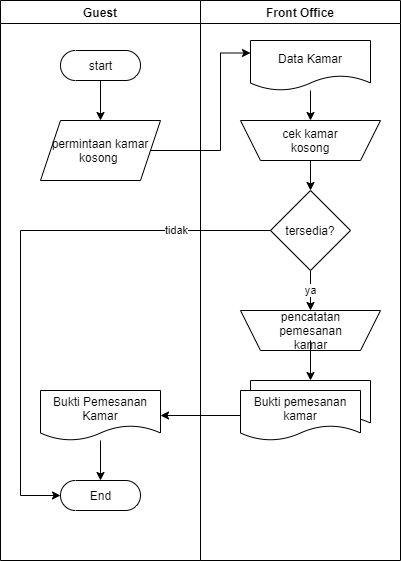 Guest
Front Office
start
Data Kamar
permintaan kamar
kosong
cek kamar
kosong
tersedia?
tidak
ya
pencatatan
pemesanan
kamar
Bukti Pemesanan
Kamar
Bukti pemesanan
kamar
End